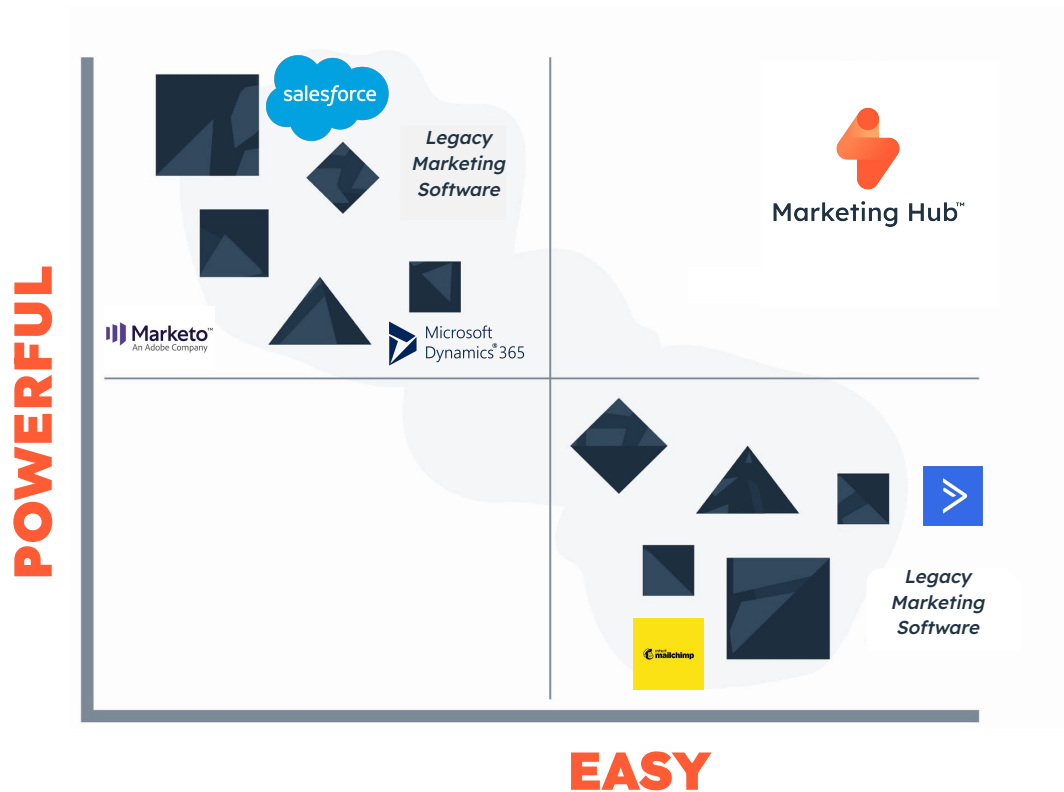 salesforce
Legacy
Marketing
Software
Marketing Hub™
POWERFUL
Marketo™
An Adobe Company
Microsoft
Dynamics® 365
Legacy
Marketing
Software
mailchimp
EASY